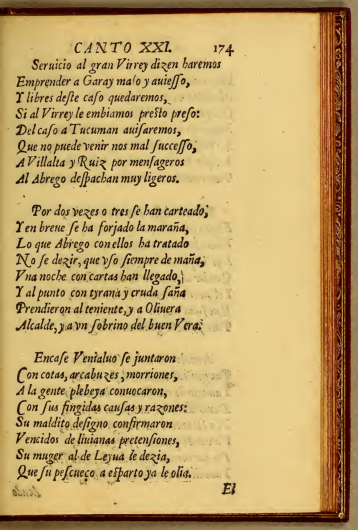 CANTO XXI. 174
Seruicio al gran Virrey dizen haremos
Emprender a Garay malo y auiesso,
Y libres deste caso quedaremos,
Si al Virrey le embiamos presto preso:
Del caso a Tucuman auisaremos,
Que no puede venir nos mal sucesso,
A Villalta y Ruiz por mensageros
Al Abrego despachan muy ligeros.
Por dos vezes o tres se han carteado,
Y en breue se ha forjado la maraña,
Lo que Abrego con ellos ha tratado
No se dezir, que vso siempre de maña,
Vna noche con cartas han llegado,
Y al punto con tyrana y cruda saña
Prendieron al teniente, y a Oliuera
Alcalde, y a vn sobrino del buen Vera.
En case Venialuo se juntaron
Con cotas, arcabuzes, morriones,
A la gente plebeya conuocaron,
Con sus fingidas causas y razones:
Su maldito designo confirmaron
Vencidos de liuianas pretensiones,
Su muger al de Leyua le dezia,
Que su pescueço a esparto ya le olia.
El